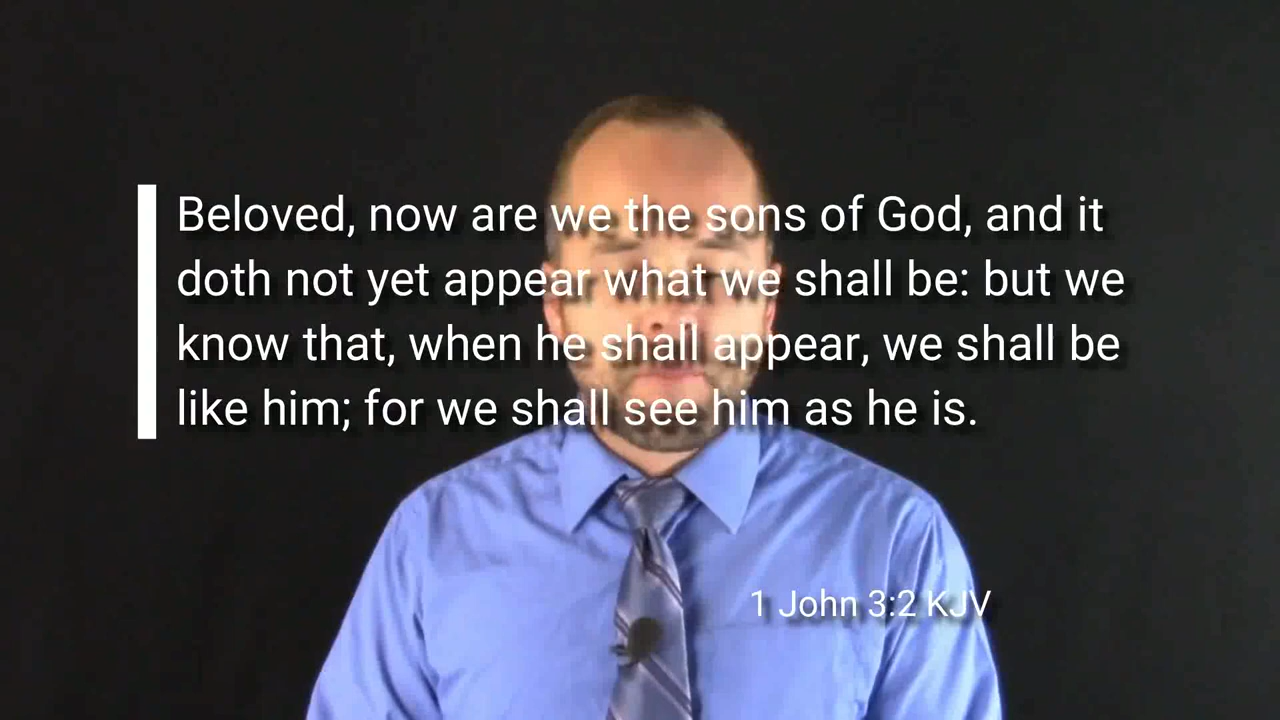 Beloved, now are we the sons of God, and it
doth not yet appear what we shall be: but we
know that, when he shall appear, we shall be
like him; for we shall see him as he is.
1 John 3:2 KJV